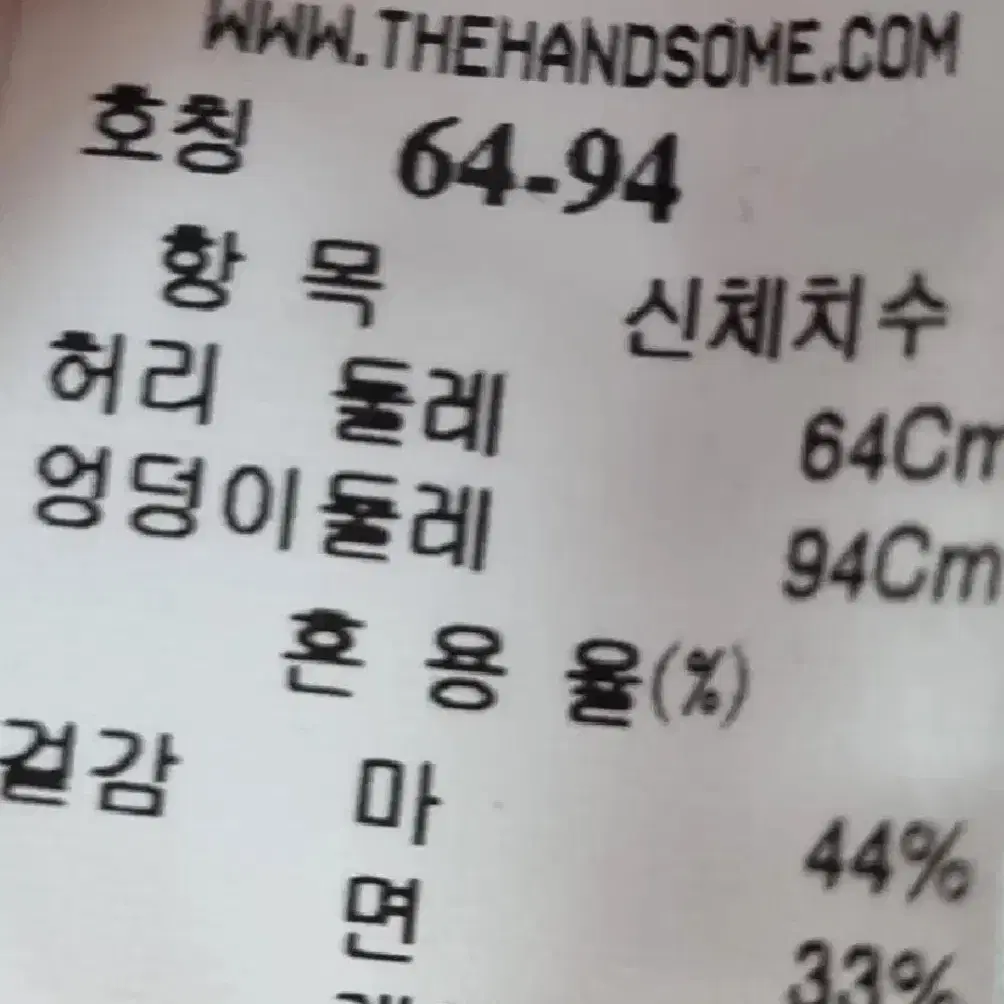 WWW.THEHANDSOME.COM
호칭 64-94
항 목 신체치수
허리 둘레 64Cm
엉덩이둘레 94Cm
혼 용 율(%)
겉감 마 44%
면 33%